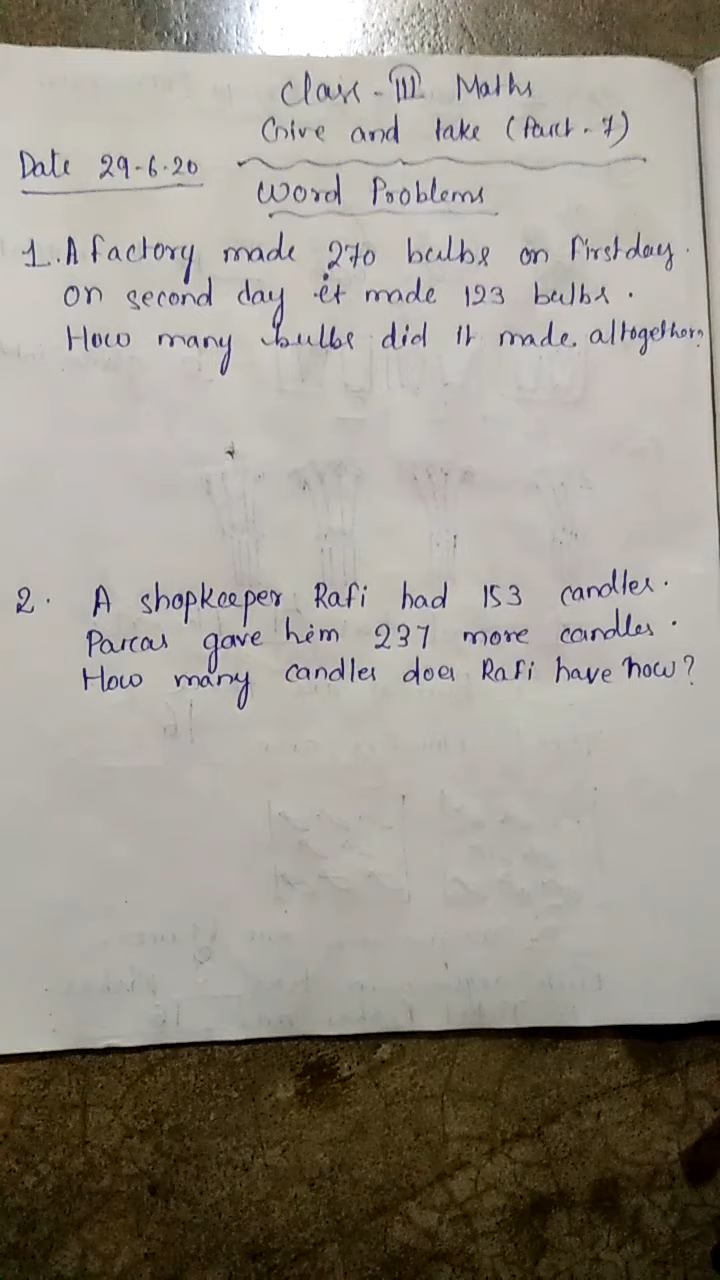 Class - III Maths
Give and take (Part - 7)
Date 29-6-20
Word Problems
1. A factory made 270 bulbs on first day.
on second day it made 123 bulbs.
How many bulbs did it made altogether?
2. A shopkeeper Rafi had 153 candles.
Paras gave him 237 more candles.
How many candles does Rafi have now?